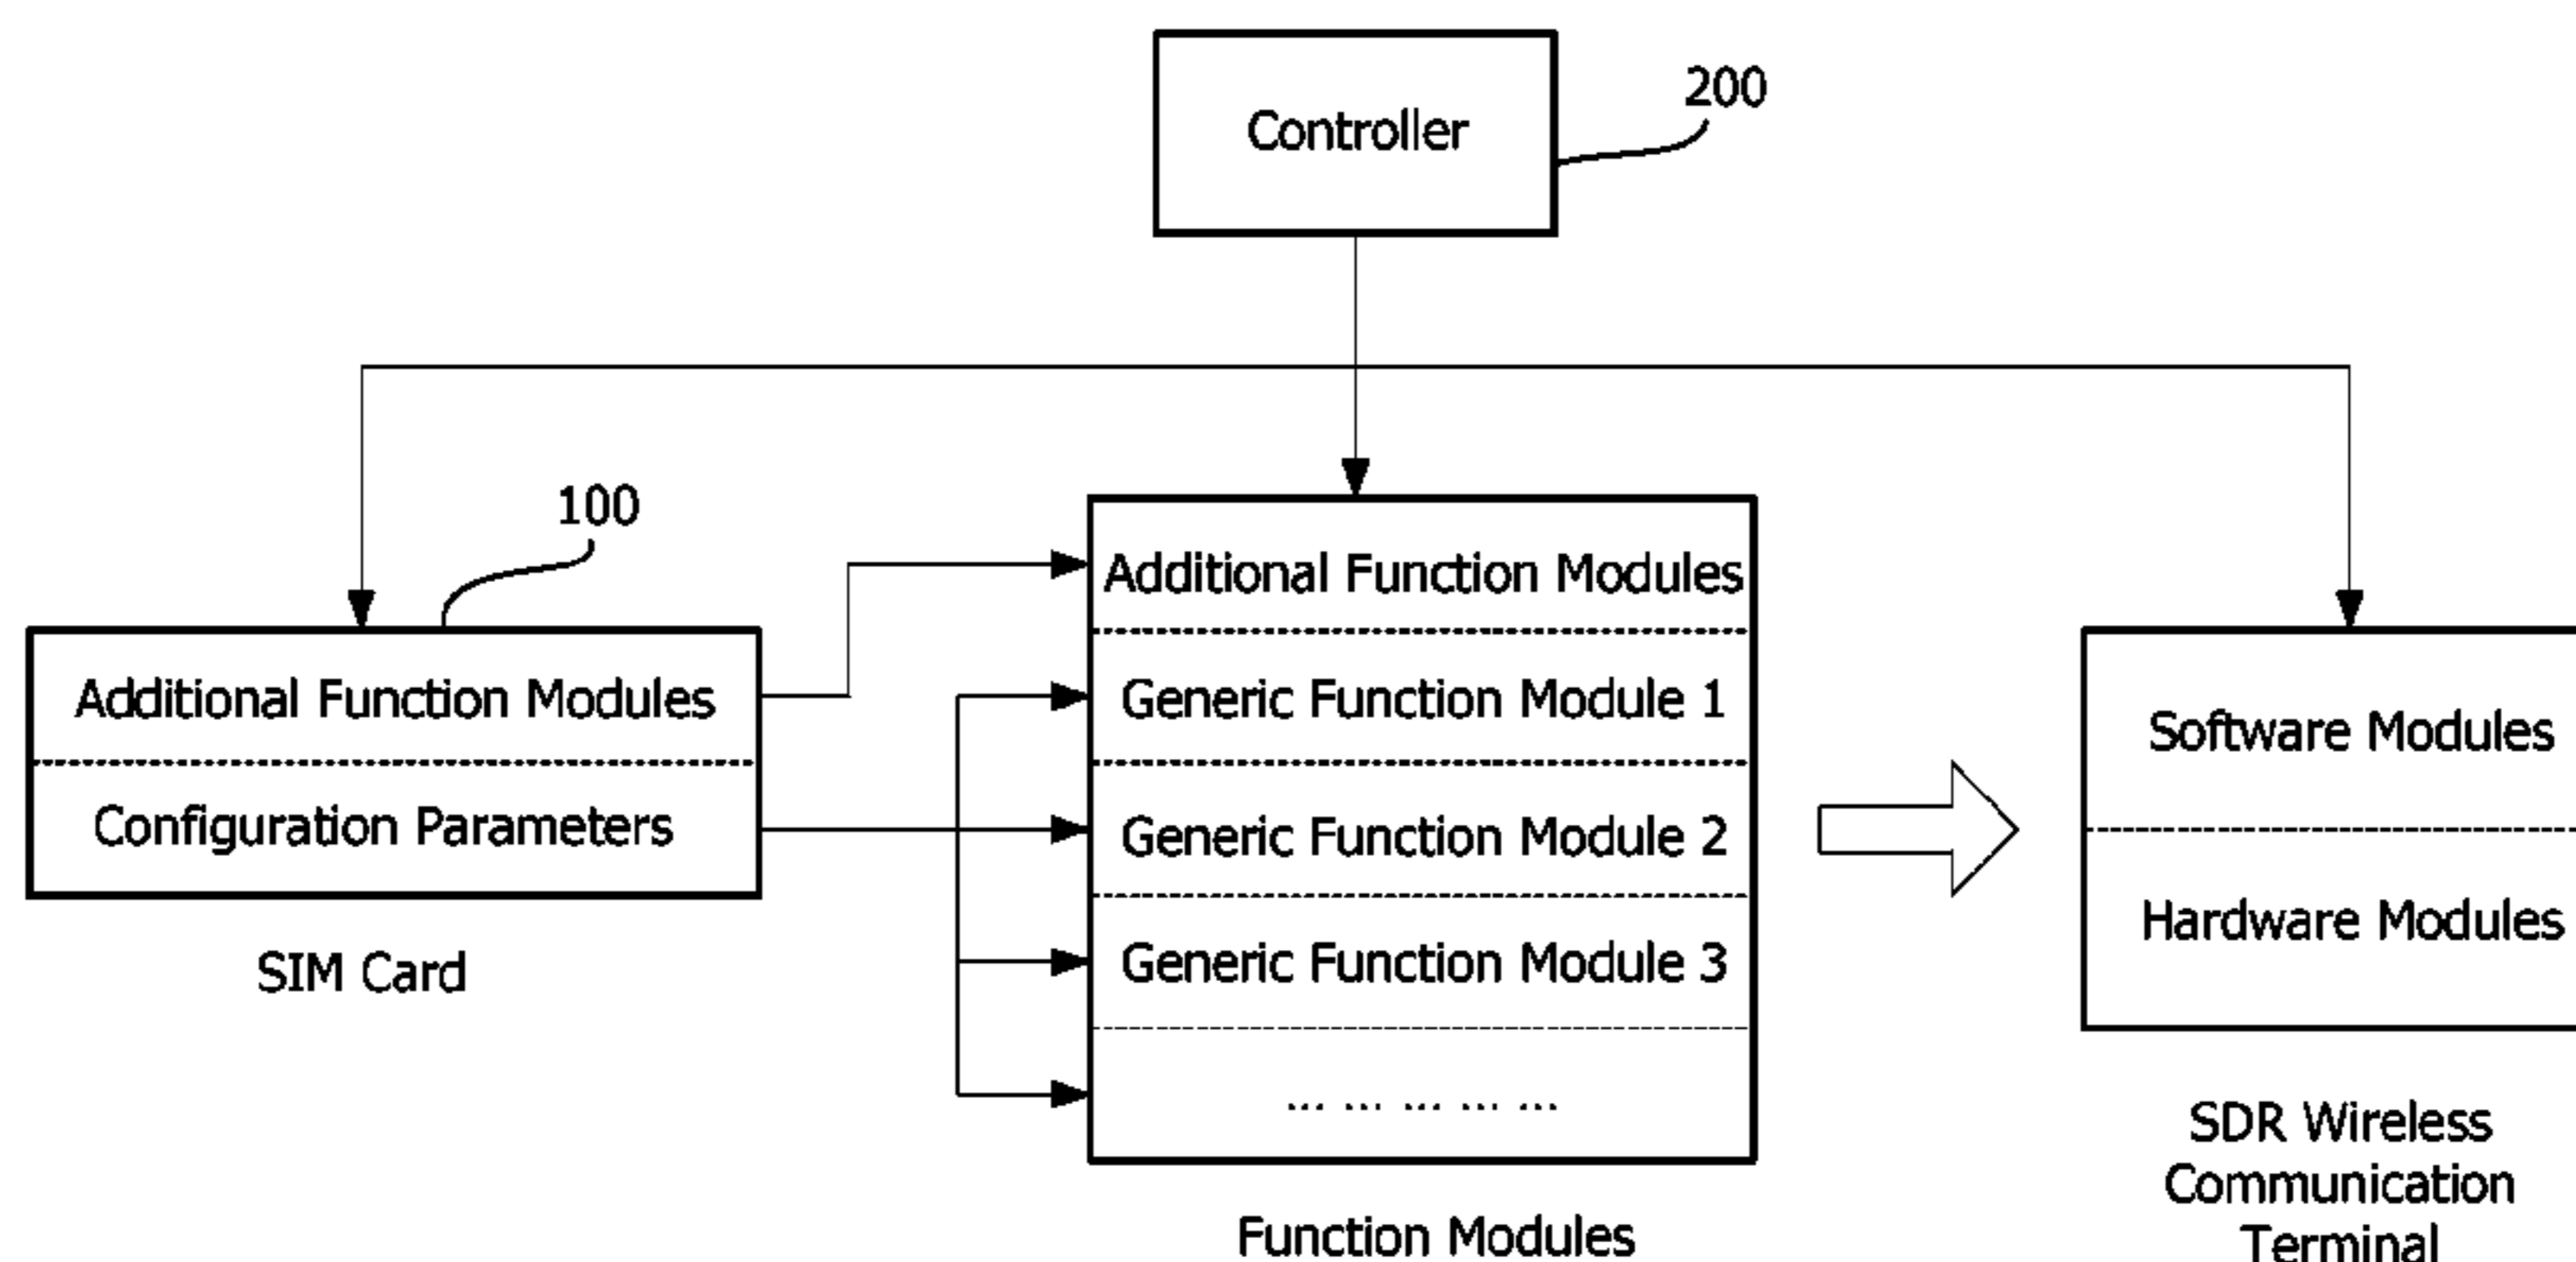 Controller
200
100
Additional Function Modules
Configuration Parameters
SIM Card
Additional Function Modules
Generic Function Module 1
Generic Function Module 2
Generic Function Module 3
... ... ... ... ...
Function Modules
Software Modules
Hardware Modules
SDR Wireless
Communication
Terminal